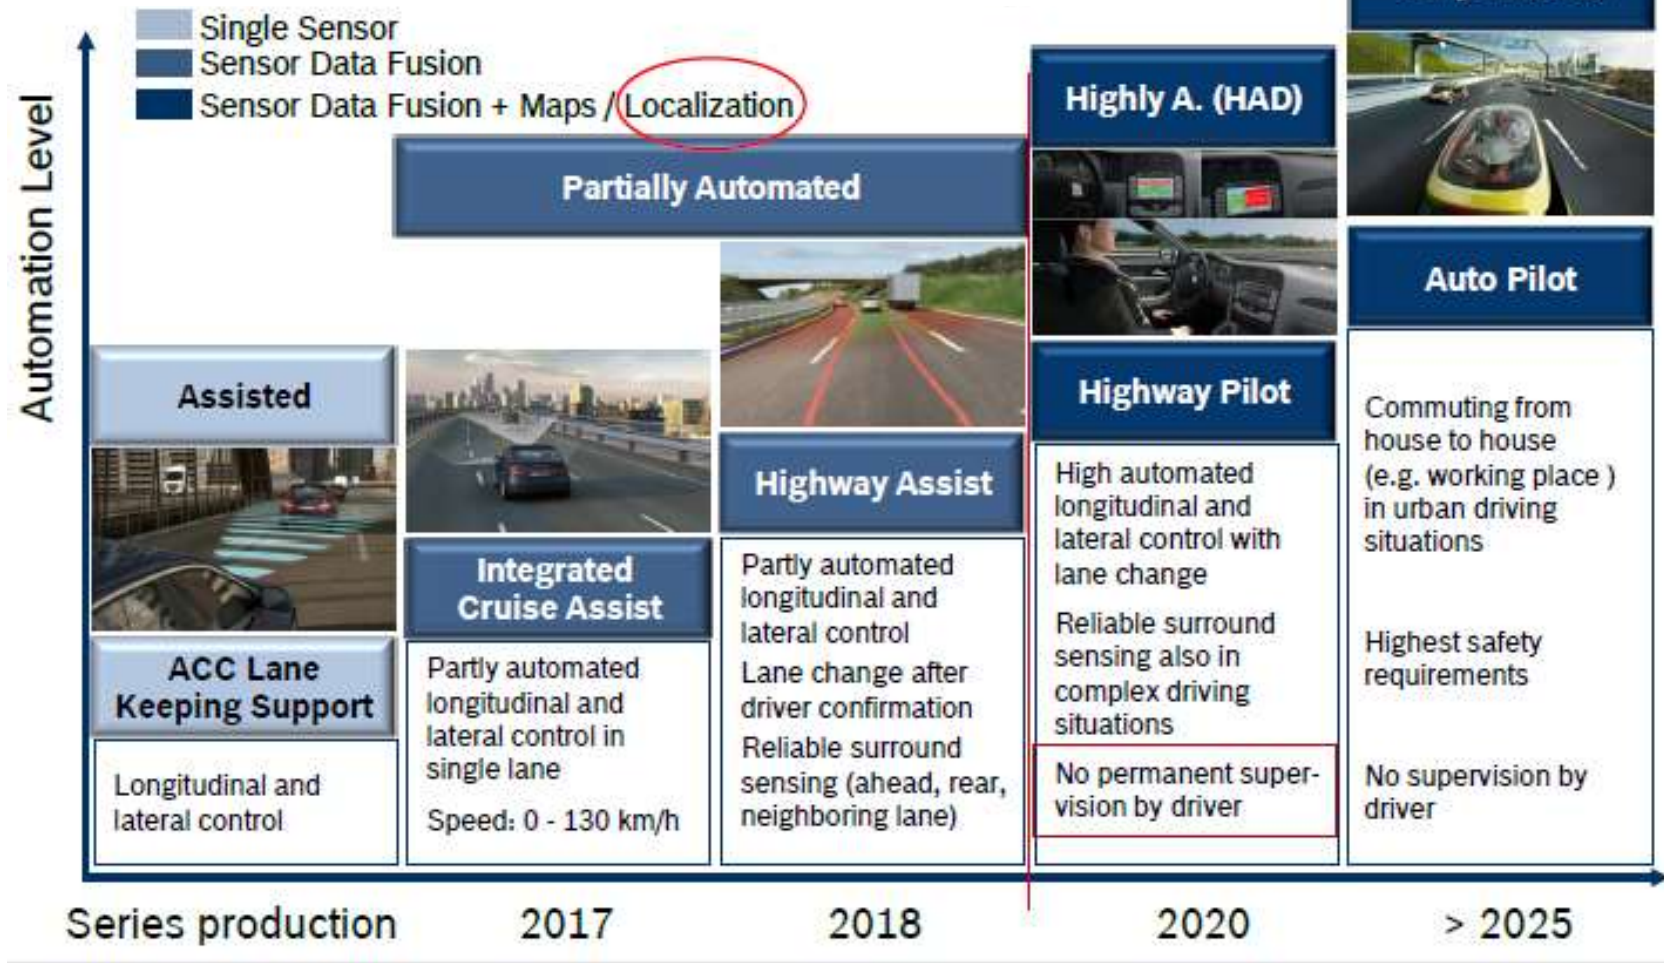 Single Sensor
Sensor Data Fusion
Sensor Data Fusion + Maps / Localization
Automation Level
Assisted
ACC Lane
Keeping Support
Longitudinal and
lateral control
Partially Automated
Integrated
Cruise Assist
Partly automated
longitudinal and
lateral control in
single lane
Speed: 0 - 130 km/h
Highway Assist
Partly automated
longitudinal and
lateral control
Lane change after
driver confirmation
Reliable surround
sensing (ahead, rear,
neighboring lane)
Highly A. (HAD)
Highway Pilot
High automated
longitudinal and
lateral control with
lane change
Reliable surround
sensing also in
complex driving
situations
No permanent super-
vision by driver
Auto Pilot
Commuting from
house to house
(e.g. working place )
in urban driving
situations
Highest safety
requirements
No supervision by
driver
Series production
2017
2018
2020
> 2025